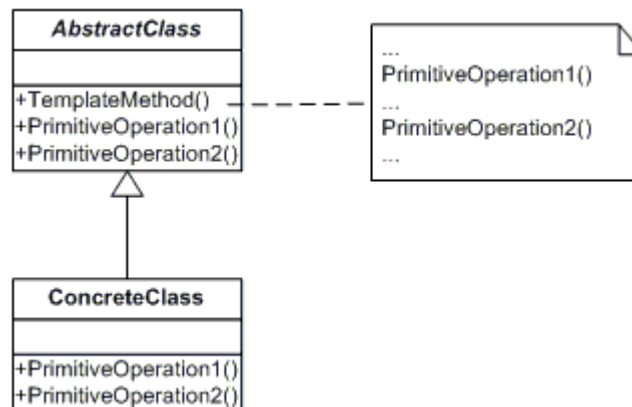 AbstractClass
+TemplateMethod()
+PrimitiveOperation1()
+PrimitiveOperation2()
...
PrimitiveOperation1()
...
PrimitiveOperation2()
...
ConcreteClass
+PrimitiveOperation1()
+PrimitiveOperation2()